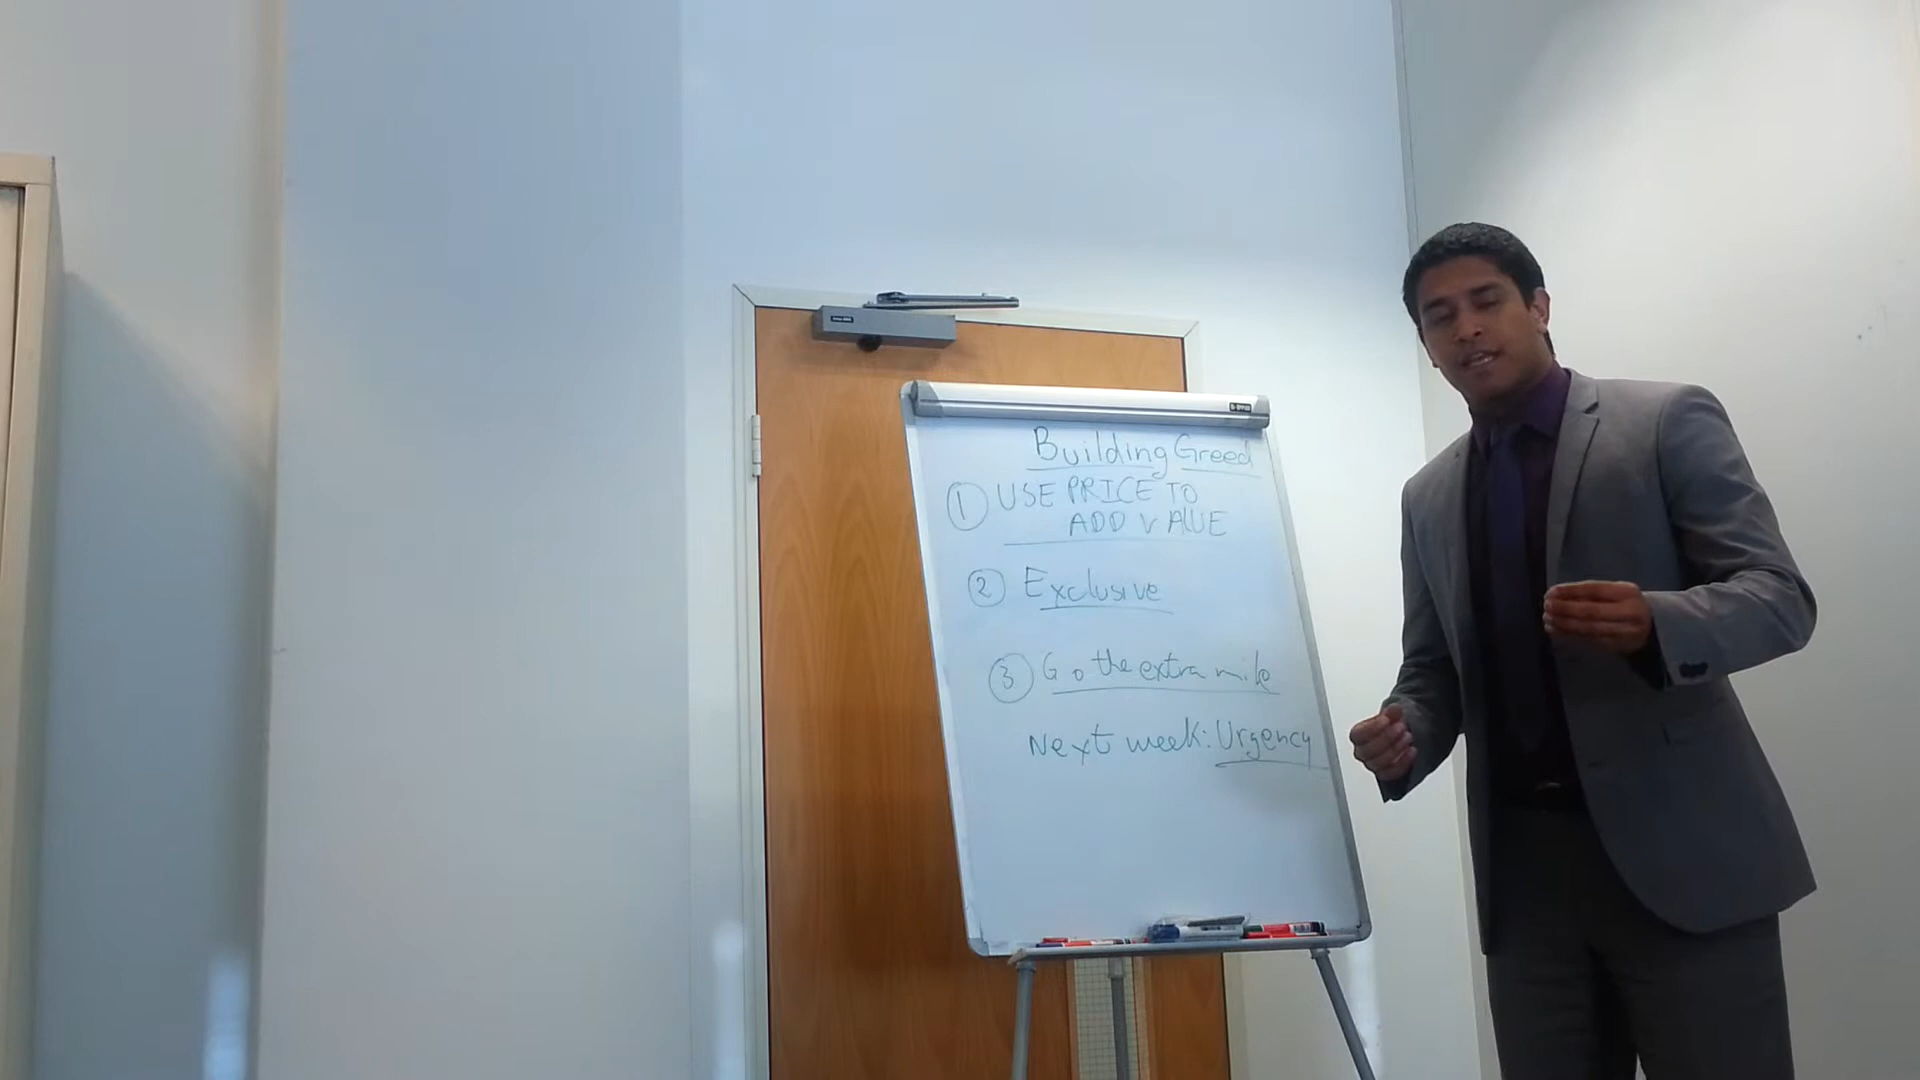 Building Greed
① USE PRICE TO
ADD VALUE
② Exclusive
③ Go the extra mile
Next week: Urgency